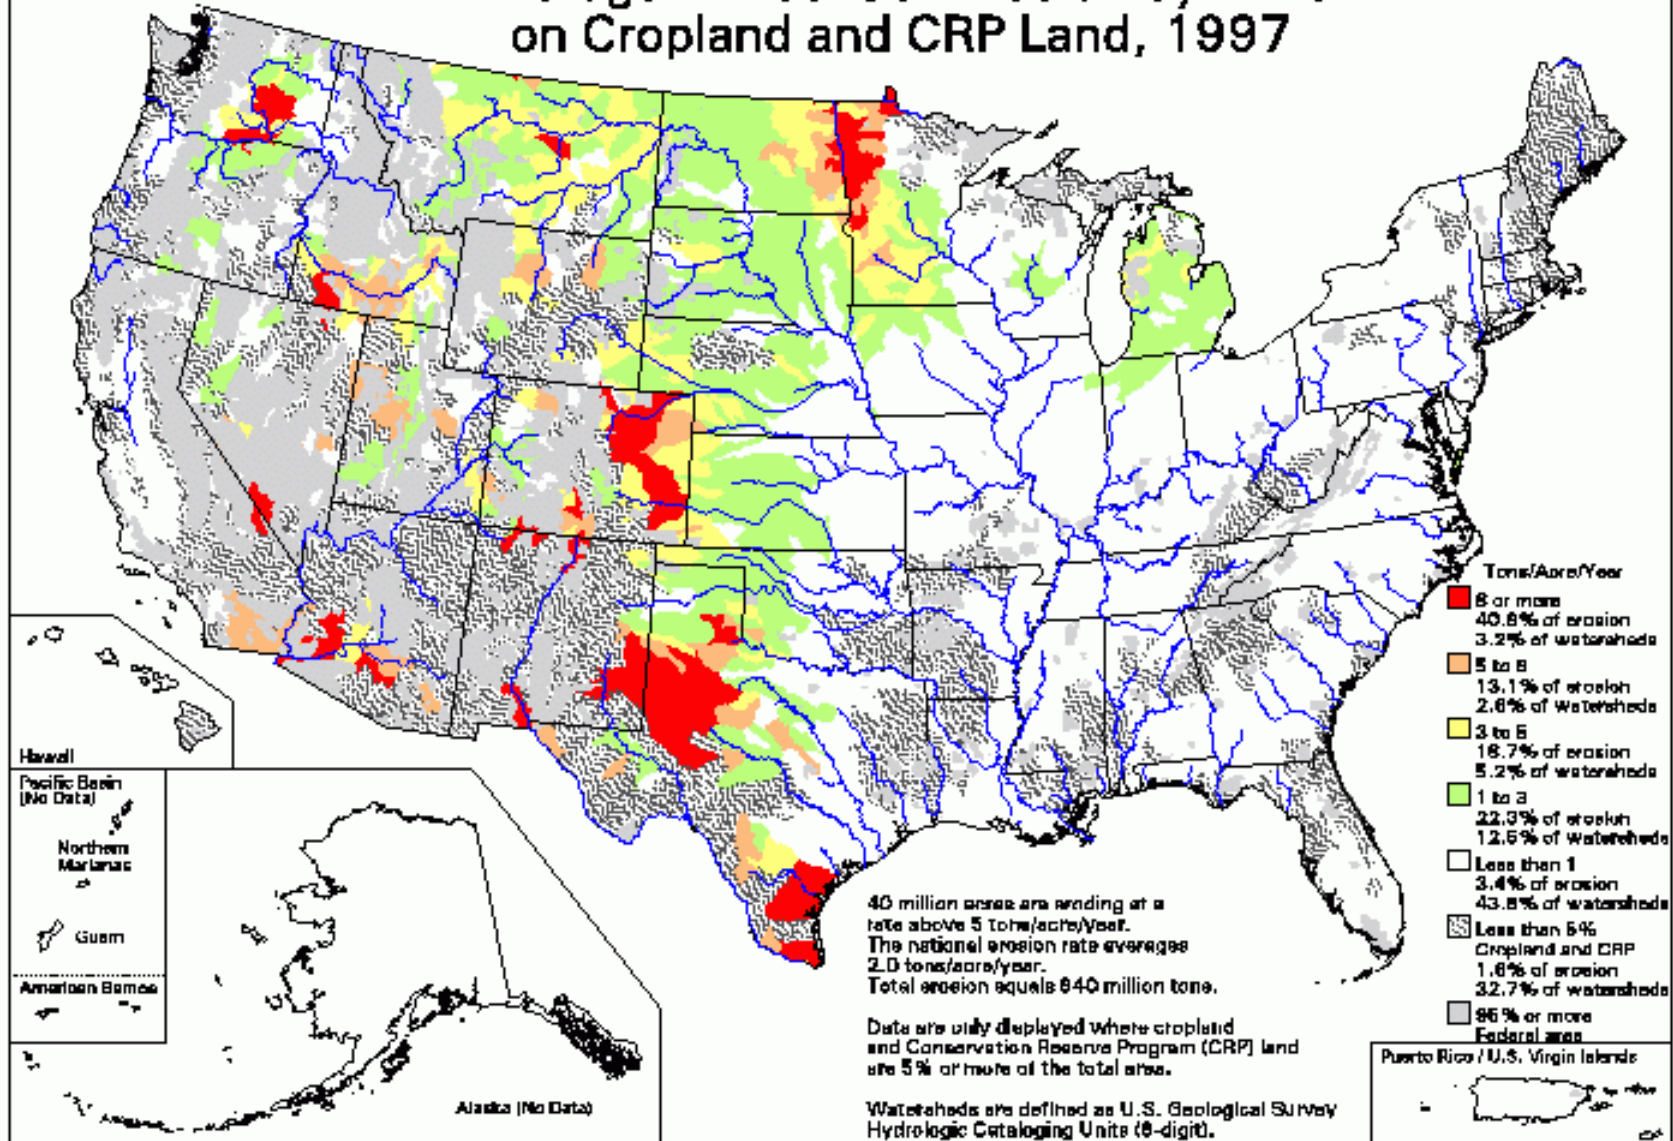 on Cropland and CRP Land, 1997
Tons/Acre/Year
or more
40.6% of erosion
3.2% of watersheds
5 to
13.1% of erosion
2.6% of watersheds
3 to 5
16.7% of erosion
5.2% of watersheds
1 to 3
22.3% of erosion
12.5% of watersheds
Less than 1
3.4% of erosion
43.8% of watersheds
Less than 5%
Cropland and CRP
1.6% of erosion
32.7% of watersheds
95% or more
Federal area
Hawaii
Pacific Basin
(No Data)
Northern
Marianas
Guam
American Samoa
Alaska (No Data)
40 million acres are eroding at a
rate above 5 tons/acre/year.
The national erosion rate averages
2.0 tons/acre/year.
Total erosion equals 840 million tons.
Data are only displayed where cropland
and Conservation Reserve Program (CRP) land
are 5% or more of the total area.
Watersheds are defined as U.S. Geological Survey
Hydrologic Cataloging Units (8-digit).
Puerto Rico / U.S. Virgin Islands